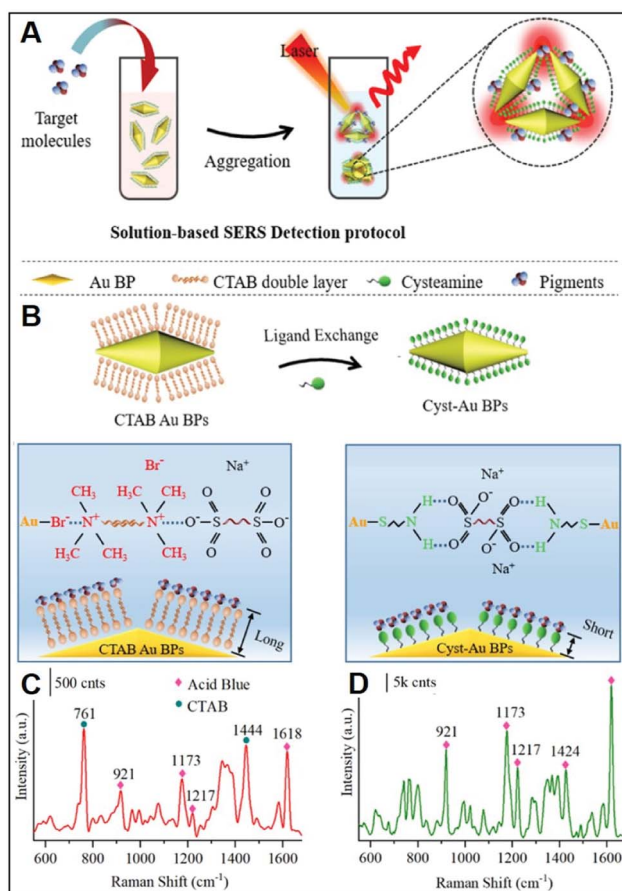 A
Target
molecules
Aggregation
Laser
Solution-based SERS Detection protocol
Au BP
CTAB double layer
Cysteamine
Pigments
B
CTAB Au BPs
Ligand Exchange
Cyst-Au BPs
Br⁻
Na⁺
CH₃
H₃C
CH₃
O
O
Au-Br⁻
N⁺
N⁺
O⁻
S
S
O⁻
H₃C
CH₃
CH₃
O
O
CTAB Au BPs
Long
Na⁺
H
O
O⁻
O
H
Au
S
N
S
S
N
S
Au
H
O
O⁻
O
H
Na⁺
Cyst-Au BPs
Short
C
500 cnts
Acid Blue
CTAB
761
921
1173
1217
1444
1618
Intensity (a.u.)
600 800 1000 1200 1400 1600
Raman Shift (cm⁻¹)
D
5k cnts
921
1173
1217
1424
Intensity (a.u.)
600 800 1000 1200 1400 1600
Raman Shift (cm⁻¹)